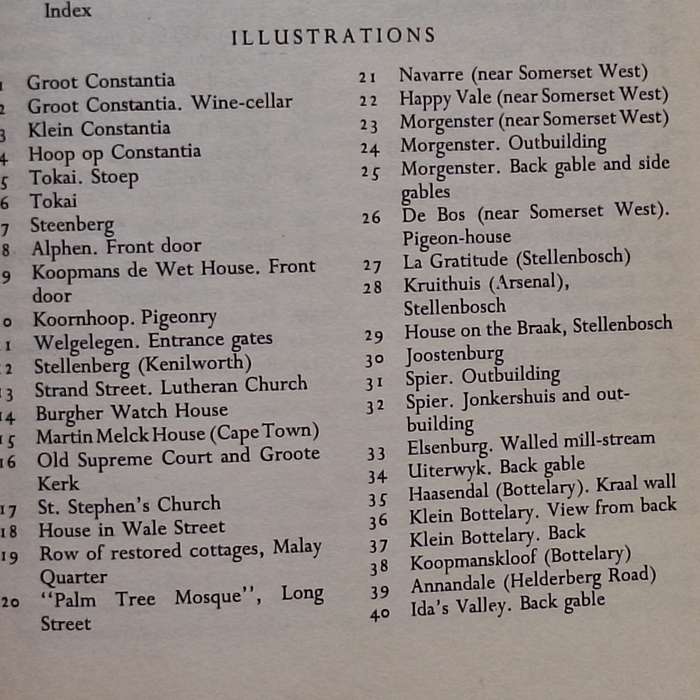 Index
ILLUSTRATIONS
1 Groot Constantia
2 Groot Constantia. Wine-cellar
3 Klein Constantia
4 Hoop op Constantia
5 Tokai. Stoep
6 Tokai
7 Steenberg
8 Alphen. Front door
9 Koopmans de Wet House. Front
door
0 Koornhoop. Pigeonry
1 Welgelegen. Entrance gates
2 Stellenberg (Kenilworth)
13 Strand Street. Lutheran Church
14 Burgher Watch House
15 Martin Melck House (Cape Town)
16 Old Supreme Court and Groote
Kerk
17 St. Stephen's Church
18 House in Wale Street
19 Row of restored cottages, Malay
Quarter
20 "Palm Tree Mosque", Long
Street
21 Navarre (near Somerset West)
22 Happy Vale (near Somerset West)
23 Morgenster (near Somerset West)
24 Morgenster. Outbuilding
25 Morgenster. Back gable and side
gables
26 De Bos (near Somerset West).
Pigeon-house
27 La Gratitude (Stellenbosch)
28 Kruithuis (Arsenal),
Stellenbosch
29 House on the Braak, Stellenbosch
30 Joostenburg
31 Spier. Outbuilding
32 Spier. Jonkershuis and out-
building
33 Elsenburg. Walled mill-stream
34 Uiterwyk. Back gable
35 Haasendal (Bottelary). Kraal wall
36 Klein Bottelary. View from back
37 Klein Bottelary. Back
38 Koopmanskloof (Bottelary)
39 Annandale (Helderberg Road)
40 Ida's Valley. Back gable